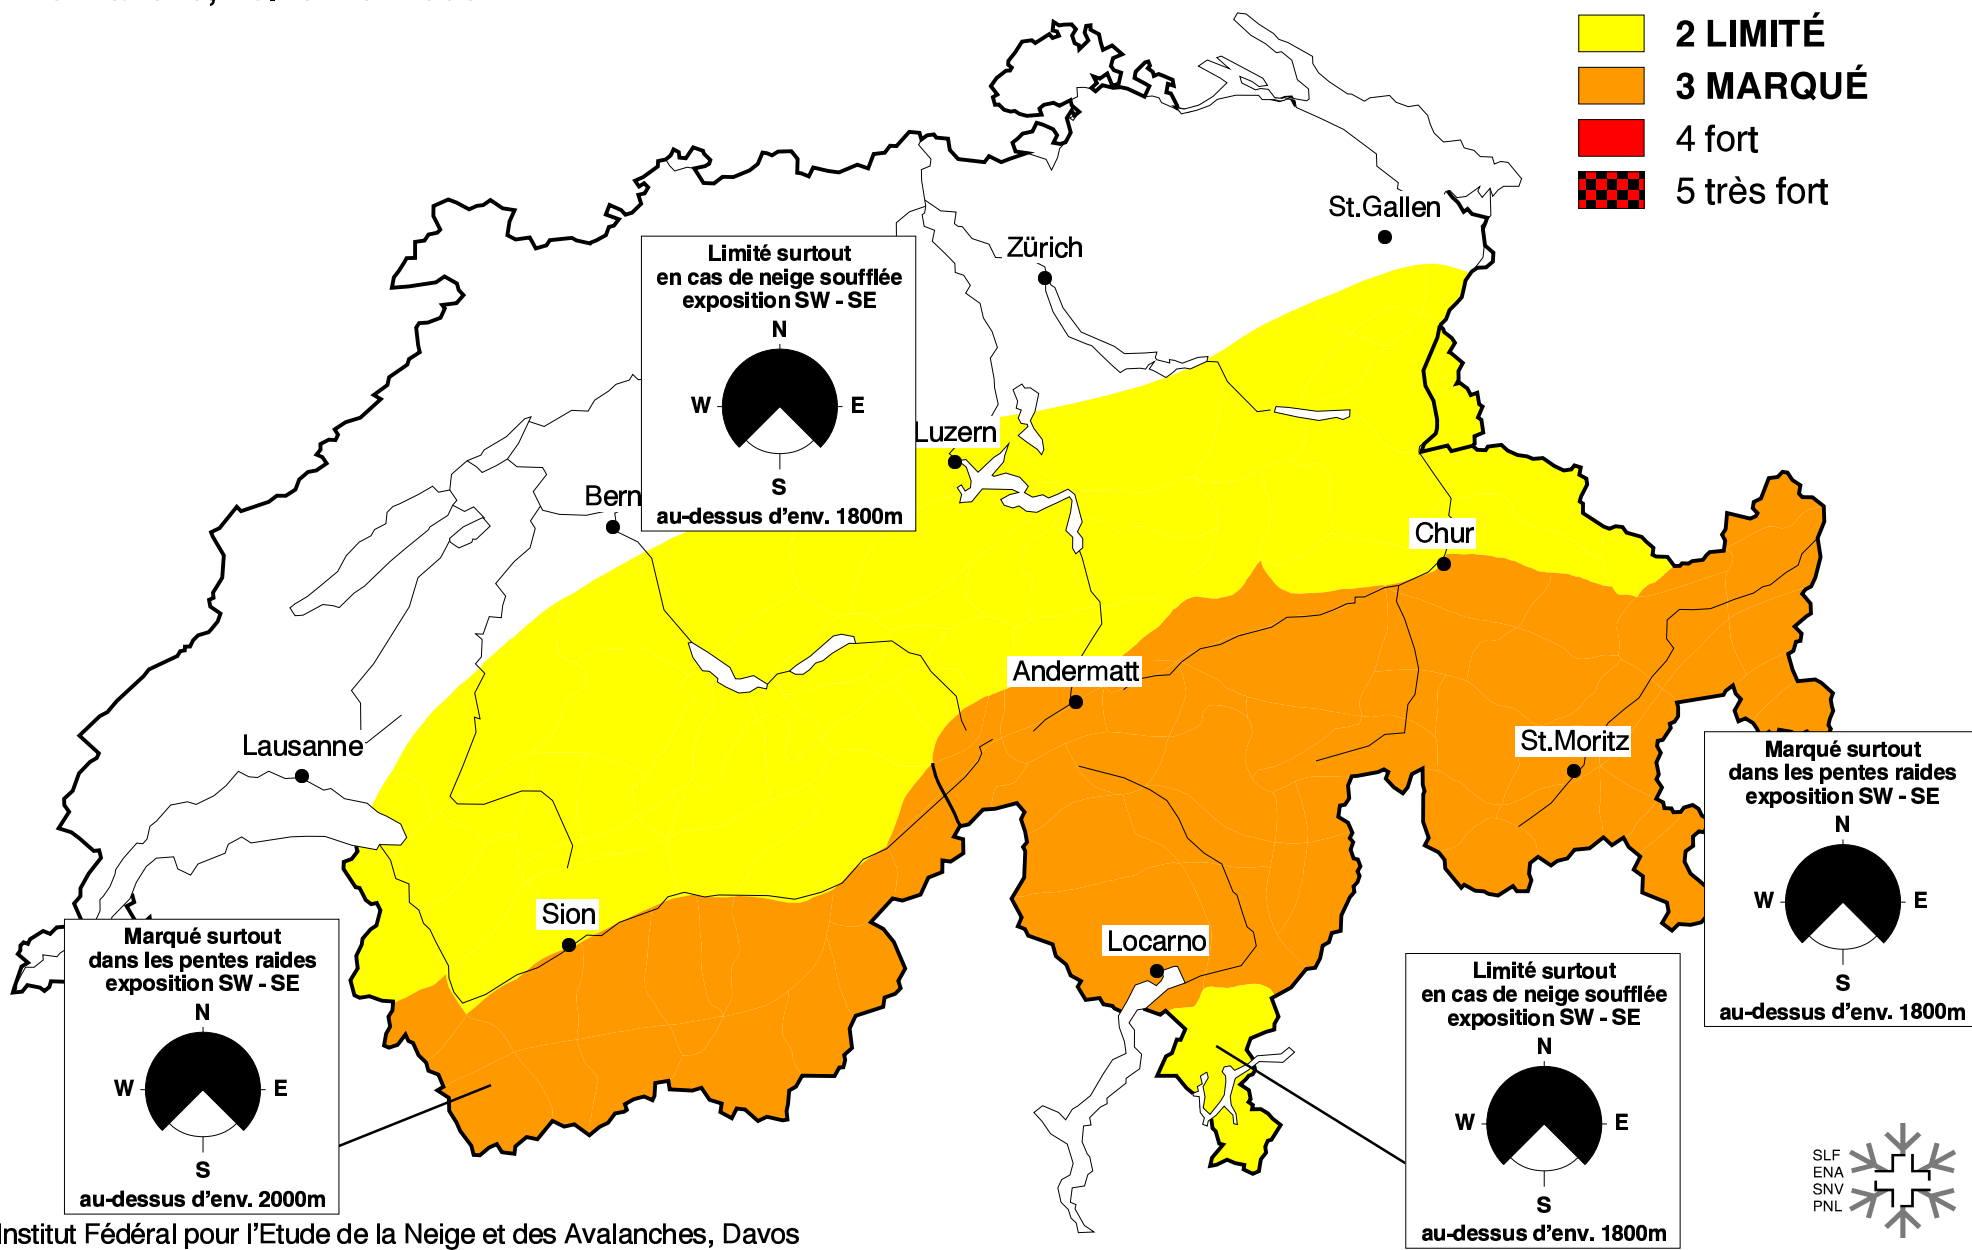 2 LIMITÉ
3 MARQUÉ
4 fort
5 très fort
St.Gallen
Zürich
Limité surtout
en cas de neige soufflée
exposition SW - SE
N
W E
S
au-dessus d'env. 1800m
Luzern
Bern
Chur
Andermatt
Lausanne
St.Moritz
Marqué surtout
dans les pentes raides
exposition SW - SE
N
W E
S
au-dessus d'env. 1800m
Sion
Locarno
Marqué surtout
dans les pentes raides
exposition SW - SE
N
W E
S
au-dessus d'env. 2000m
Limité surtout
en cas de neige soufflée
exposition SW - SE
N
W E
S
au-dessus d'env. 1800m
SLF
ENA
SNV
PNL
Institut Fédéral pour l'Etude de la Neige et des Avalanches, Davos